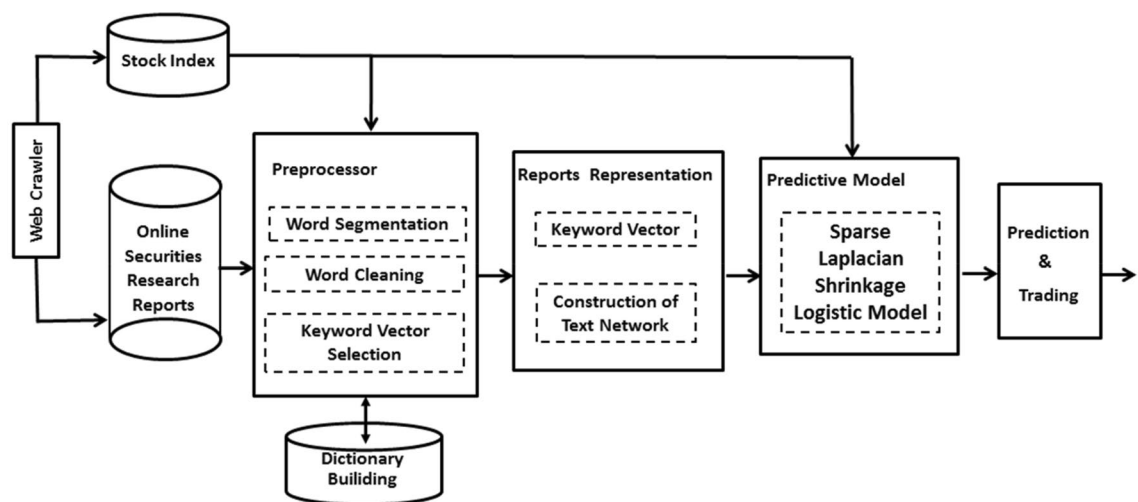 Stock Index
Web Crawler
Online
Securities
Research
Reports
Preprocessor
Word Segmentation
Word Cleaning
Keyword Vector
Selection
Dictionary
Builiding
Reports Representation
Keyword Vector
Construction of
Text Network
Predictive Model
Sparse
Laplacian
Shrinkage
Logistic Model
Prediction
&
Trading